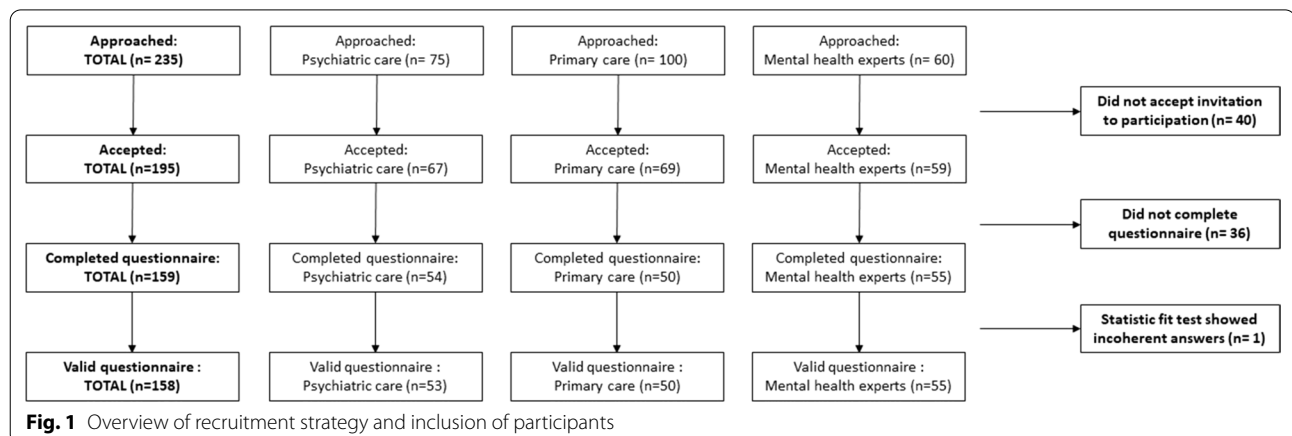 Approached:
TOTAL (n= 235)
Approached:
Psychiatric care (n= 75)
Approached:
Primary care (n= 100)
Approached:
Mental health experts (n= 60)
Did not accept invitation
to participation (n= 40)
Accepted:
TOTAL (n=195)
Accepted:
Psychiatric care (n=67)
Accepted:
Primary care (n=69)
Accepted:
Mental health experts (n=59)
Did not complete
questionnaire (n= 36)
Completed questionnaire:
TOTAL (n=159)
Completed questionnaire:
Psychiatric care (n=54)
Completed questionnaire:
Primary care (n=50)
Completed questionnaire:
Mental health experts (n=55)
Statistic fit test showed
incoherent answers (n= 1)
Valid questionnaire :
TOTAL (n=158)
Valid questionnaire :
Psychiatric care (n=53)
Valid questionnaire :
Primary care (n=50)
Valid questionnaire :
Mental health experts (n=55)
Fig. 1 Overview of recruitment strategy and inclusion of participants